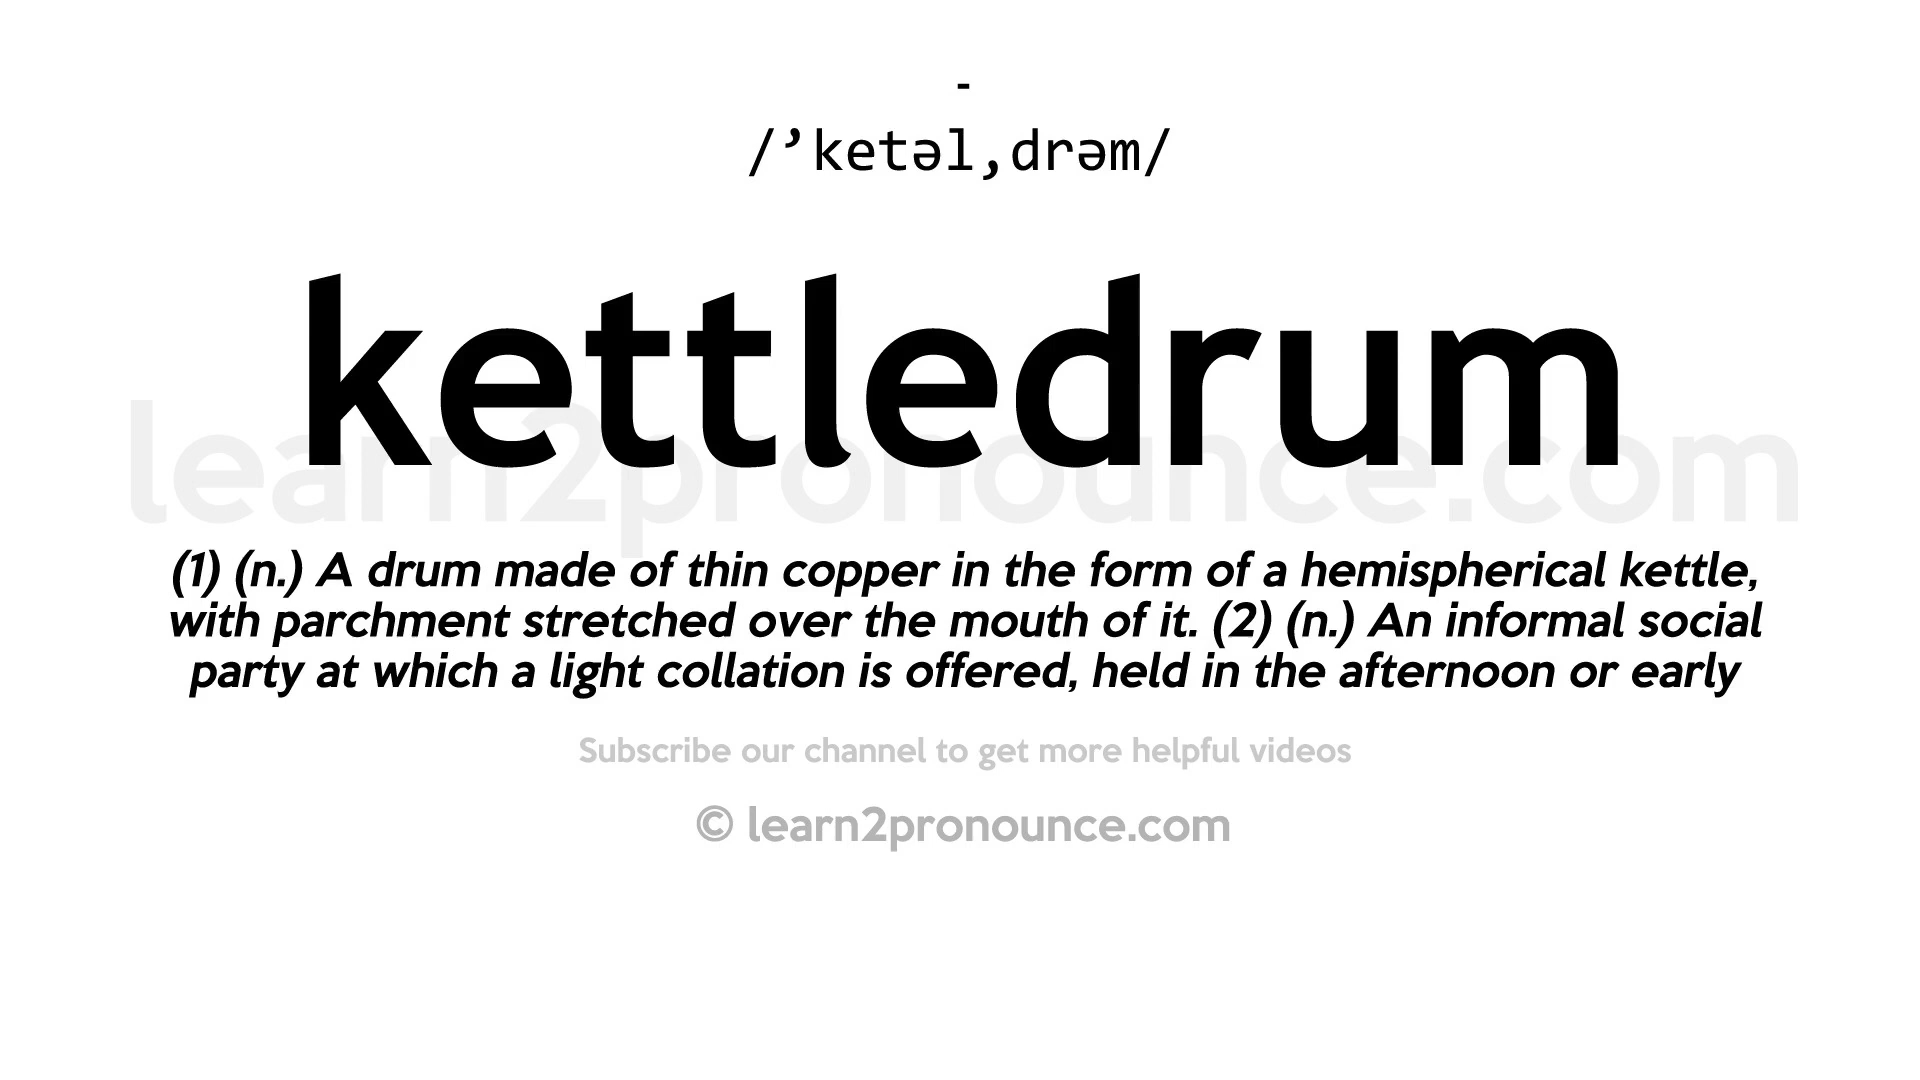 -
/’ketəl,drəm/
kettledrum
learn2pronounce.com
(1) (n.) A drum made of thin copper in the form of a hemispherical kettle,
with parchment stretched over the mouth of it. (2) (n.) An informal social
party at which a light collation is offered, held in the afternoon or early
Subscribe our channel to get more helpful videos
© learn2pronounce.com